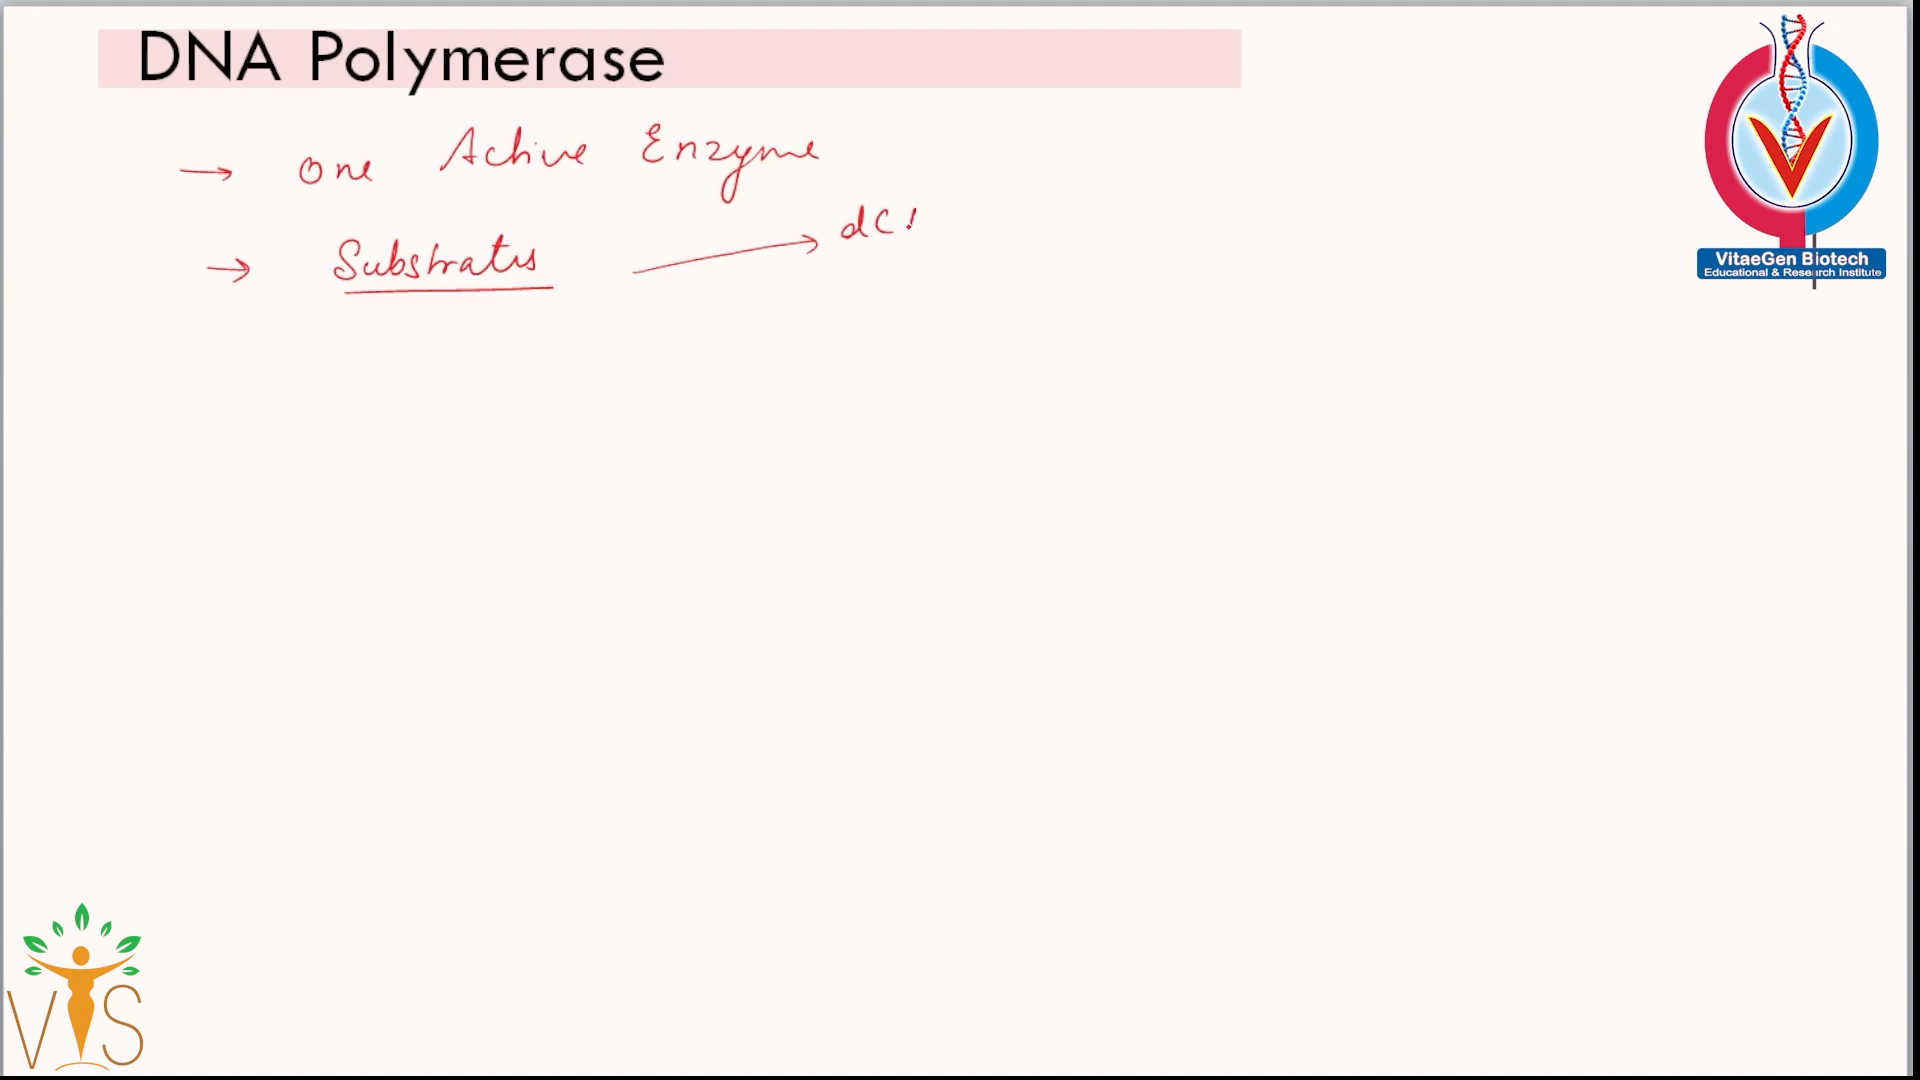 DNA Polymerase
→ One Active Enzyme
→ Substrates → dC
VitaeGen Biotech
Educational & Research Institute
VIS